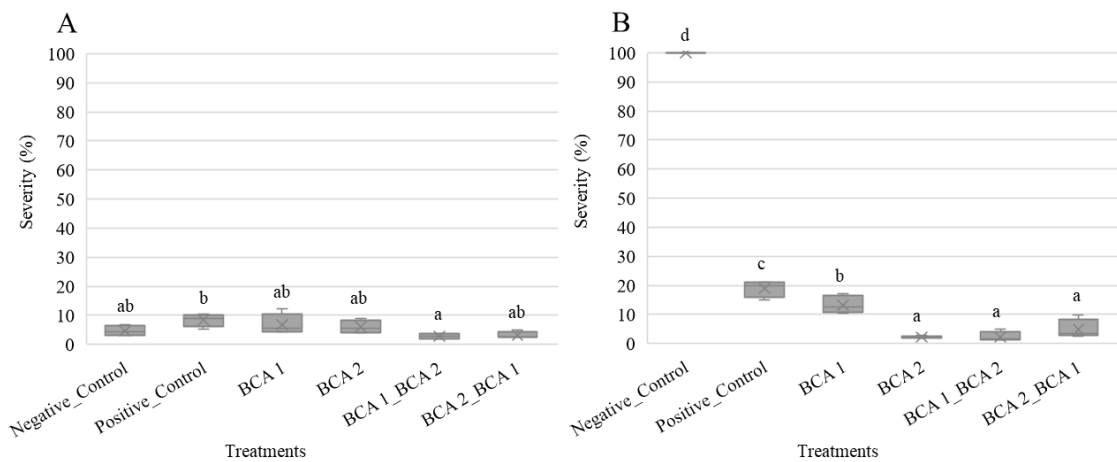 A
100
90
80
70
60
50
40
30
20
10
0
Severity (%)
ab
b
ab
ab
a
ab
Negative_Control
Positive_Control
BCA 1
BCA 2
BCA 1_BCA 2
BCA 2_BCA 1
Treatments
B
100
90
80
70
60
50
40
30
20
10
0
Severity (%)
d
c
b
a
a
a
Negative_Control
Positive_Control
BCA 1
BCA 2
BCA 1_BCA 2
BCA 2_BCA 1
Treatments